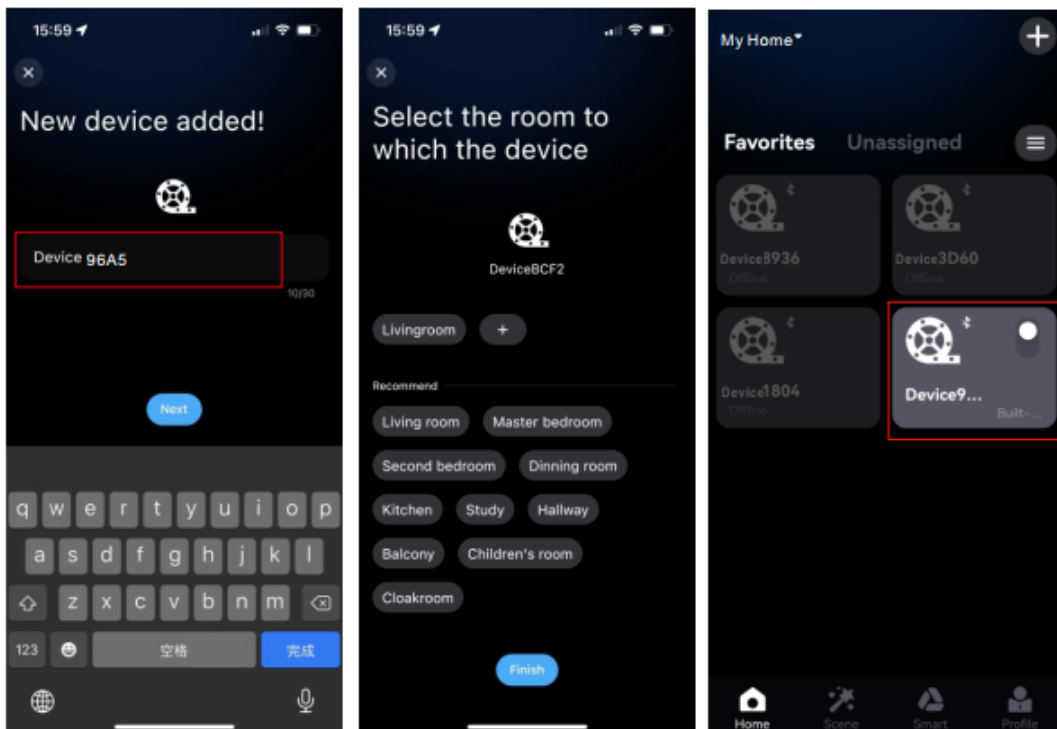 15:59
New device added!
Device 96A5
10/30
Next
q w e r t y u i o p
a s d f g h j k l
z x c v b n m
123
空格
完成
15:59
Select the room to
which the device
DeviceBCF2
Livingroom
+
Recommend
Living room
Master bedroom
Second bedroom
Dinning room
Kitchen
Study
Hallway
Balcony
Children's room
Cloakroom
Finish
My Home
Favorites
Unassigned
Device3936
Offline
Device3D60
Offline
Device1804
Offline
Device9...
Built-...
Home
Scene
Smart
Profile